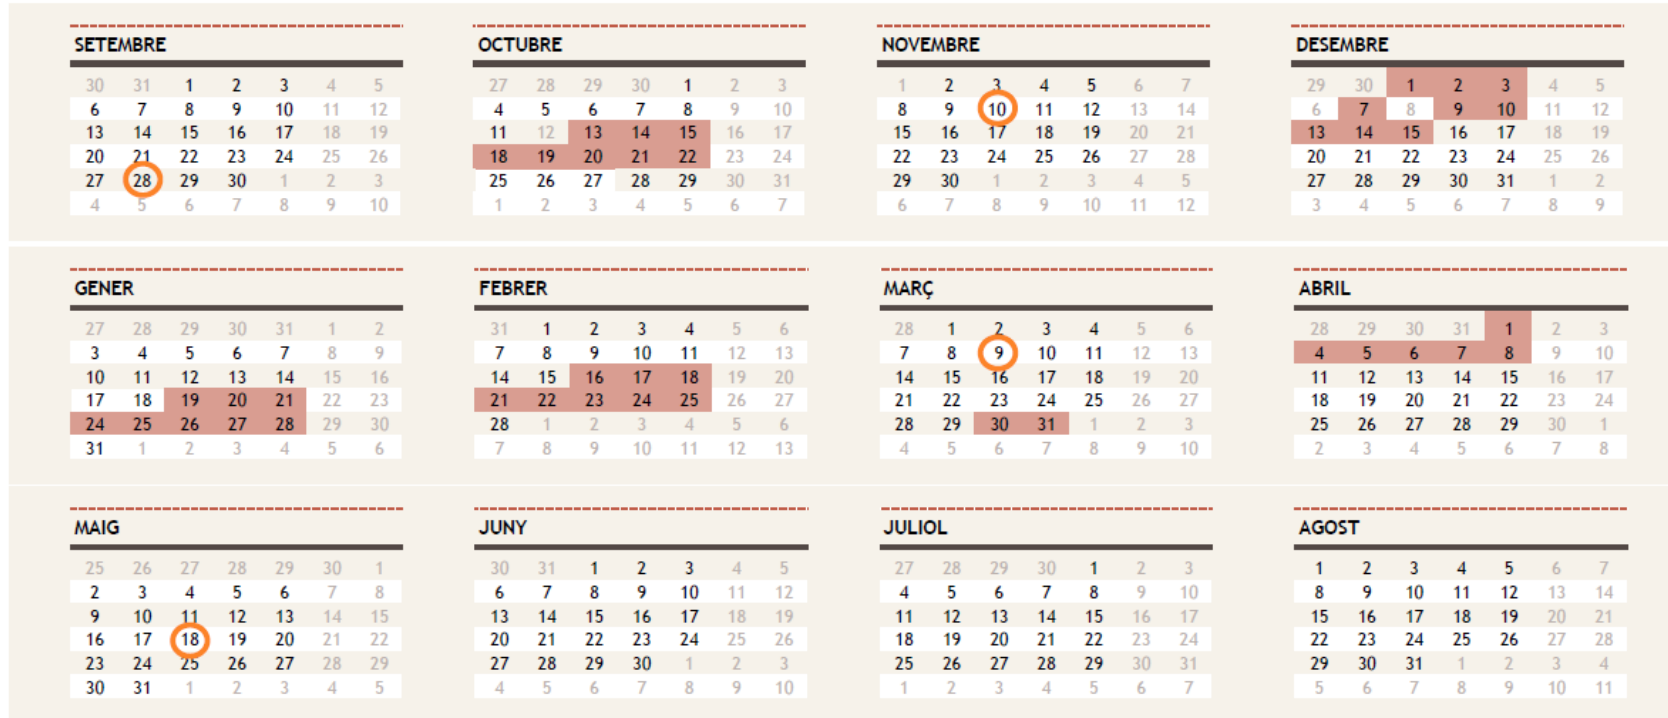 SETEMBRE OCTUBRE NOVEMBRE DESEMBRE
30 31 1 2 3 4 5 27 28 29 30 1 2 3 1 2 3 4 5 6 7 29 30 1 2 3 4 5
6 7 8 9 10 11 12 4 5 6 7 8 9 10 8 9 10 11 12 13 14 6 7 8 9 10 11 12
13 14 15 16 17 18 19 11 12 13 14 15 16 17 15 16 17 18 19 20 21 13 14 15 16 17 18 19
20 21 22 23 24 25 26 18 19 20 21 22 23 24 22 23 24 25 26 27 28 20 21 22 23 24 25 26
27 28 29 30 1 2 3 25 26 27 28 29 30 31 29 30 1 2 3 4 5 27 28 29 30 31 1 2
4 5 6 7 8 9 10 1 2 3 4 5 6 7 6 7 8 9 10 11 12 3 4 5 6 7 8 9
GENER FEBRER MARÇ ABRIL
27 28 29 30 31 1 2 31 1 2 3 4 5 6 28 1 2 3 4 5 6 28 29 30 31 1 2 3
3 4 5 6 7 8 9 7 8 9 10 11 12 13 7 8 9 10 11 12 13 4 5 6 7 8 9 10
10 11 12 13 14 15 16 14 15 16 17 18 19 20 14 15 16 17 18 19 20 11 12 13 14 15 16 17
17 18 19 20 21 22 23 21 22 23 24 25 26 27 21 22 23 24 25 26 27 18 19 20 21 22 23 24
24 25 26 27 28 29 30 28 1 2 3 4 5 6 28 29 30 31 1 2 3 25 26 27 28 29 30 1
31 1 2 3 4 5 6 7 8 9 10 11 12 13 4 5 6 7 8 9 10 2 3 4 5 6 7 8
MAIG JUNY JULIOL AGOST
25 26 27 28 29 30 1 30 31 1 2 3 4 5 27 28 29 30 1 2 3 1 2 3 4 5 6 7
2 3 4 5 6 7 8 6 7 8 9 10 11 12 4 5 6 7 8 9 10 8 9 10 11 12 13 14
9 10 11 12 13 14 15 13 14 15 16 17 18 19 11 12 13 14 15 16 17 15 16 17 18 19 20 21
16 17 18 19 20 21 22 20 21 22 23 24 25 26 18 19 20 21 22 23 24 22 23 24 25 26 27 28
23 24 25 26 27 28 29 27 28 29 30 1 2 3 25 26 27 28 29 30 31 29 30 31 1 2 3 4
30 31 1 2 3 4 5 4 5 6 7 8 9 10 1 2 3 4 5 6 7 5 6 7 8 9 10 11